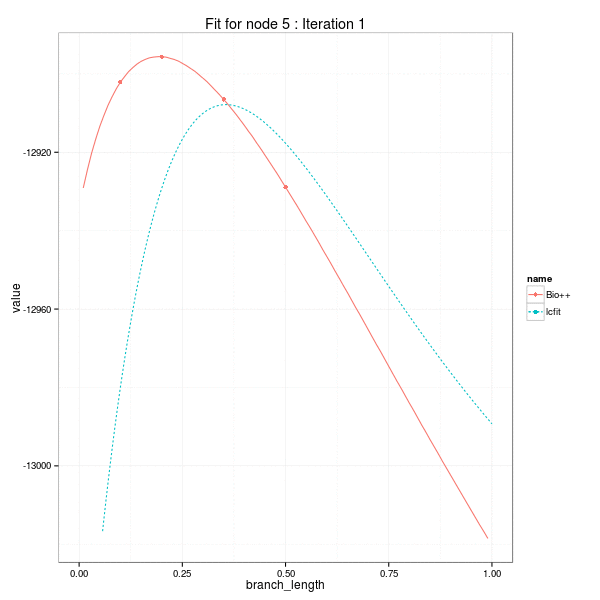 Fit for node 5 : Iteration 1
value
-12920
-12960
-13000
0.00 0.25 0.50 0.75 1.00
branch_length
name
Bio++
lcfit